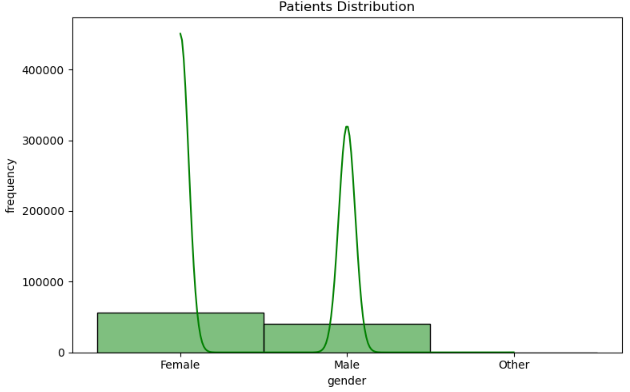 Patients Distribution
400000
300000
200000
100000
0
frequency
Female Male Other
gender